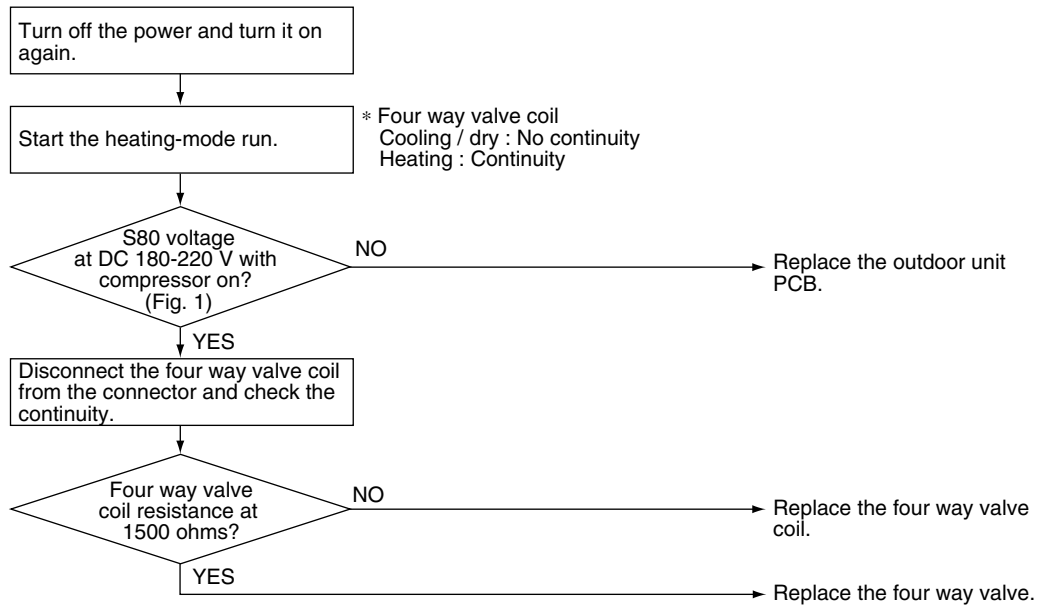 Turn off the power and turn it on
again.
Start the heating-mode run.
* Four way valve coil
Cooling / dry : No continuity
Heating : Continuity
S80 voltage
at DC 180-220 V with
compressor on?
(Fig. 1)
NO
Replace the outdoor unit
PCB.
YES
Disconnect the four way valve coil
from the connector and check the
continuity.
Four way valve
coil resistance at
1500 ohms?
NO
Replace the four way valve
coil.
YES
Replace the four way valve.